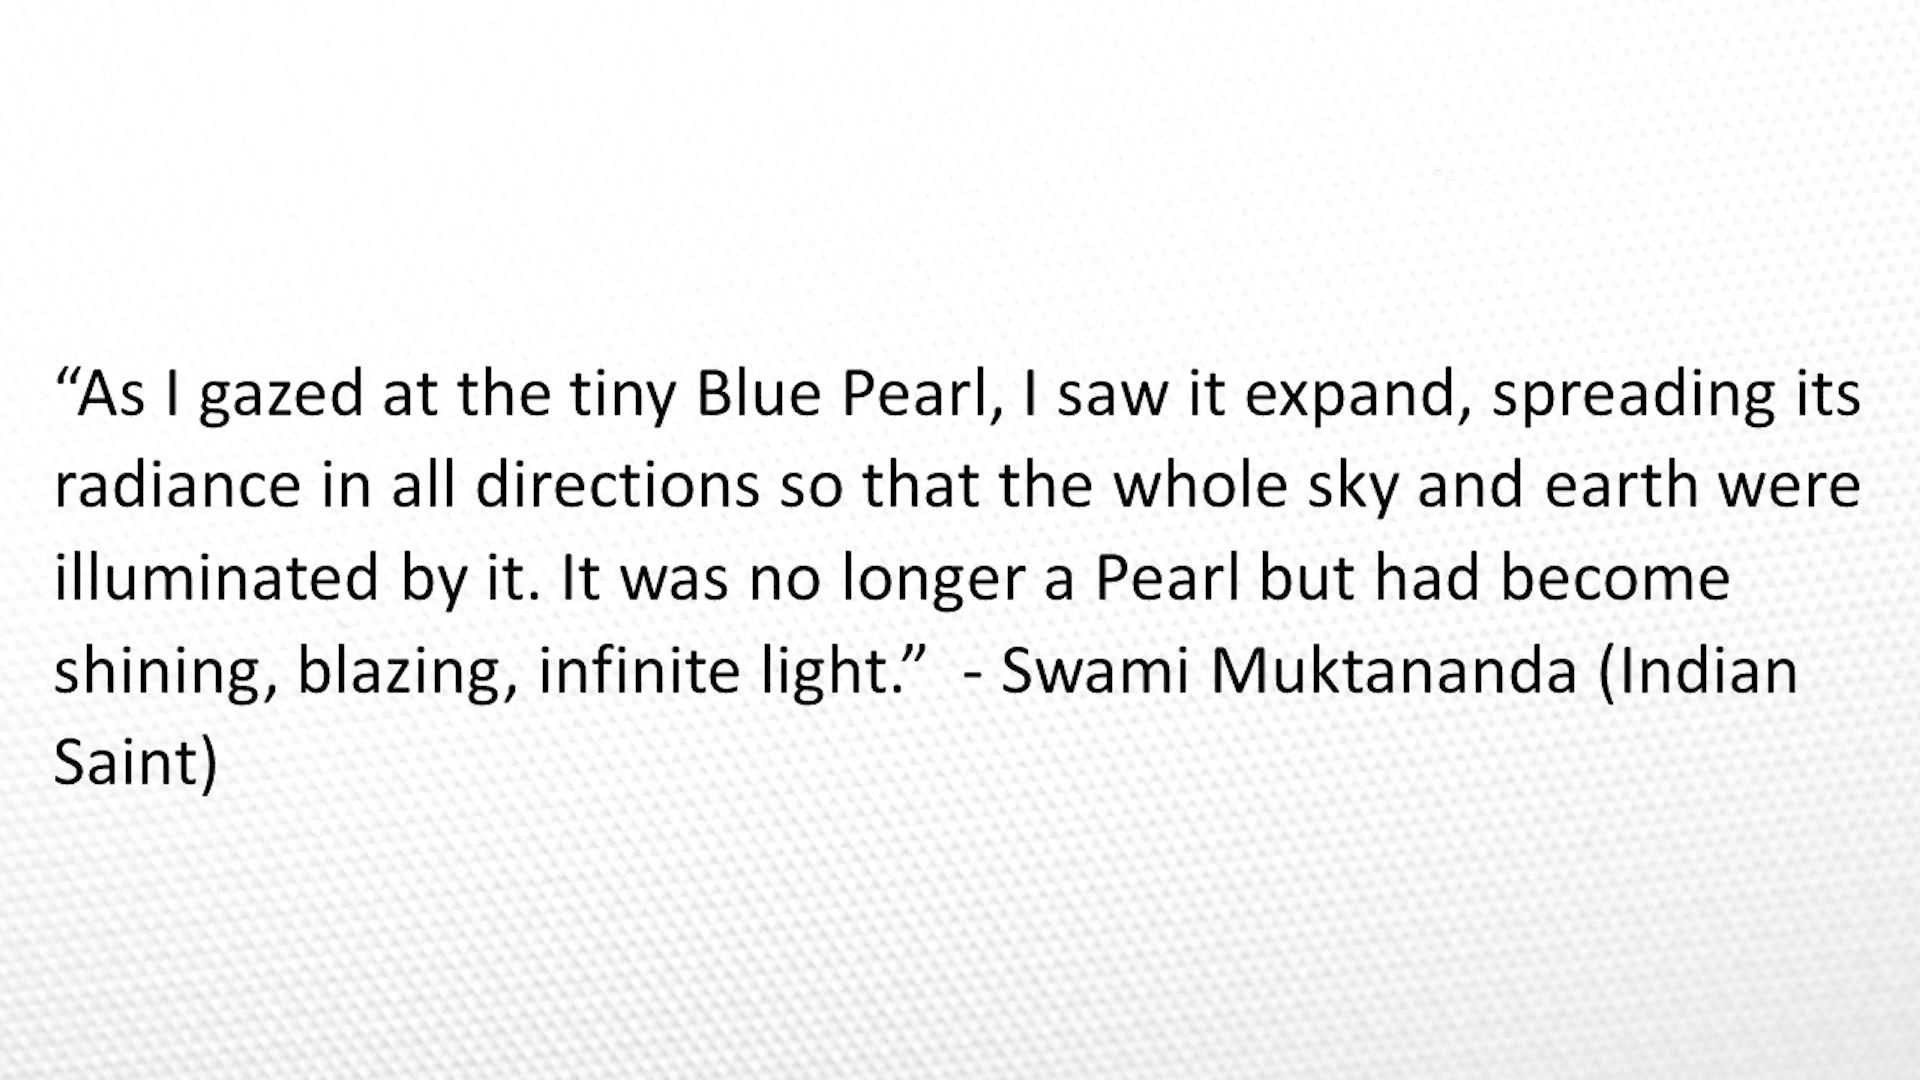 “As I gazed at the tiny Blue Pearl, I saw it expand, spreading its
radiance in all directions so that the whole sky and earth were
illuminated by it. It was no longer a Pearl but had become
shining, blazing, infinite light.”  - Swami Muktananda (Indian
Saint)